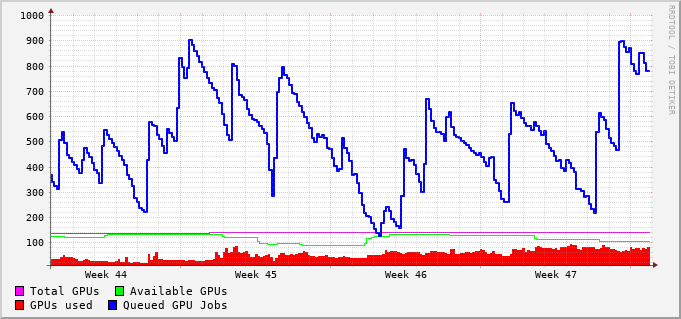 1000
900
800
700
600
500
400
300
200
100
Week 44 Week 45 Week 46 Week 47
Total GPUs Available GPUs
GPUs used Queued GPU Jobs
RRDTOOL / TOBI OETIKER